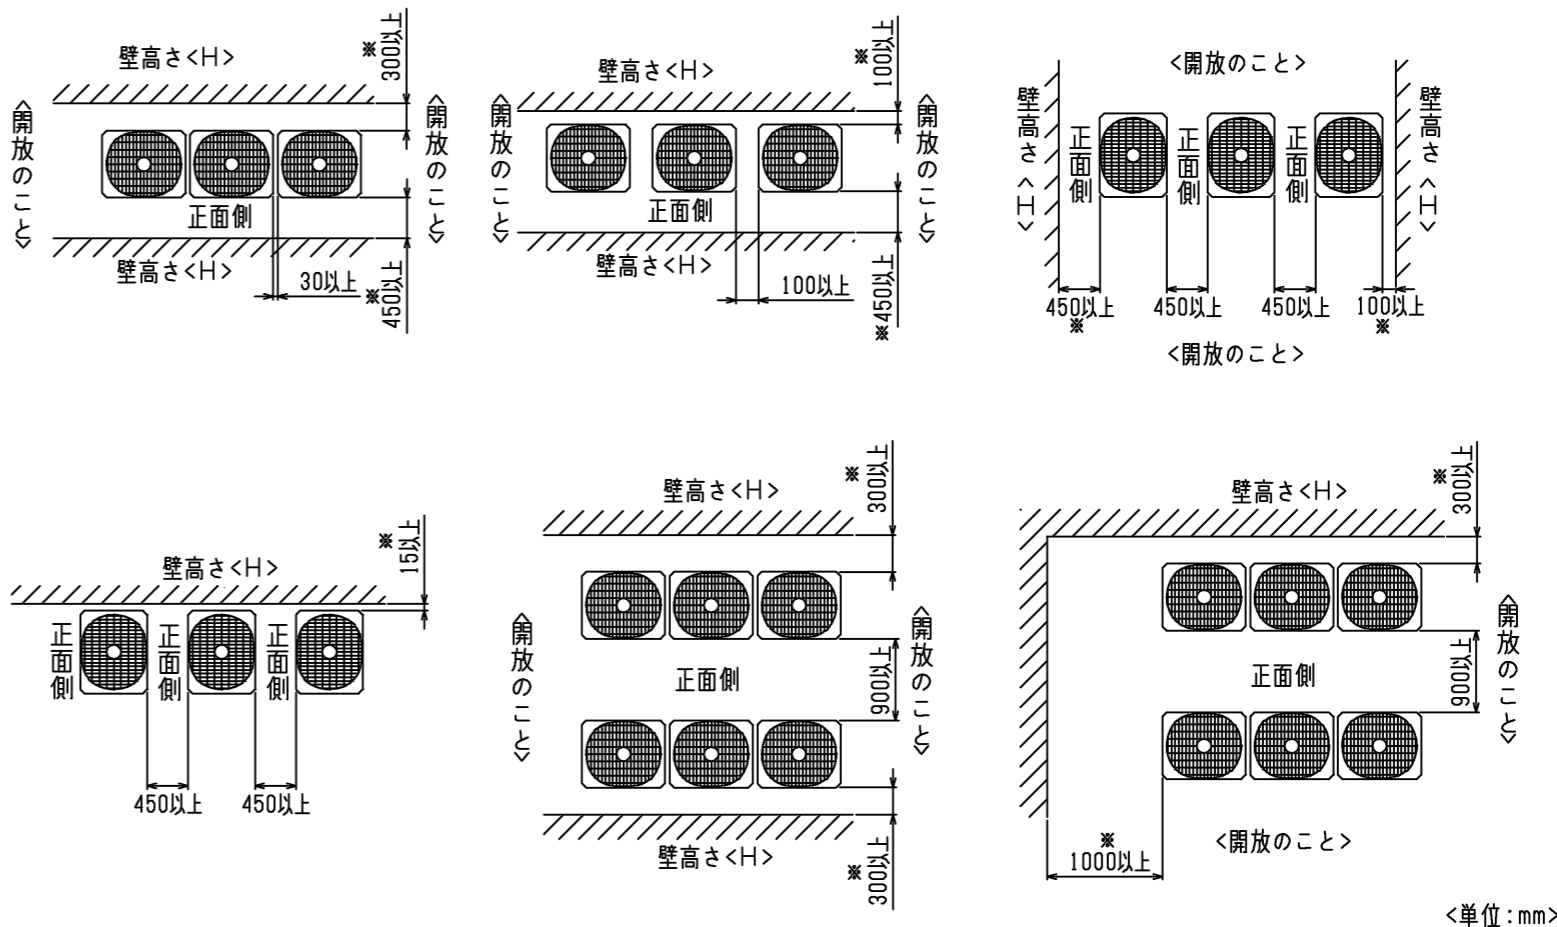 壁高さ<H>
※
300以上
<開放のこと>
<開放のこと>
正面側
壁高さ<H>
30以上
※
450以上
壁高さ<H>
※
100以上
<開放のこと>
<開放のこと>
正面側
壁高さ<H>
100以上
※450以上
<開放のこと>
壁高さ<H>
正面側
正面側
正面側
壁高さ<H>
450以上
※
450以上
450以上
100以上
※
<開放のこと>
壁高さ<H>
※
15以上
正面側
正面側
正面側
450以上
450以上
壁高さ<H>
※
300以上
<開放のこと>
正面側
900以上
<開放のこと>
壁高さ<H>
※
300以上
壁高さ<H>
※
300以上
正面側
900以上
<開放のこと>
※
1000以上
<開放のこと>
<単位:mm>